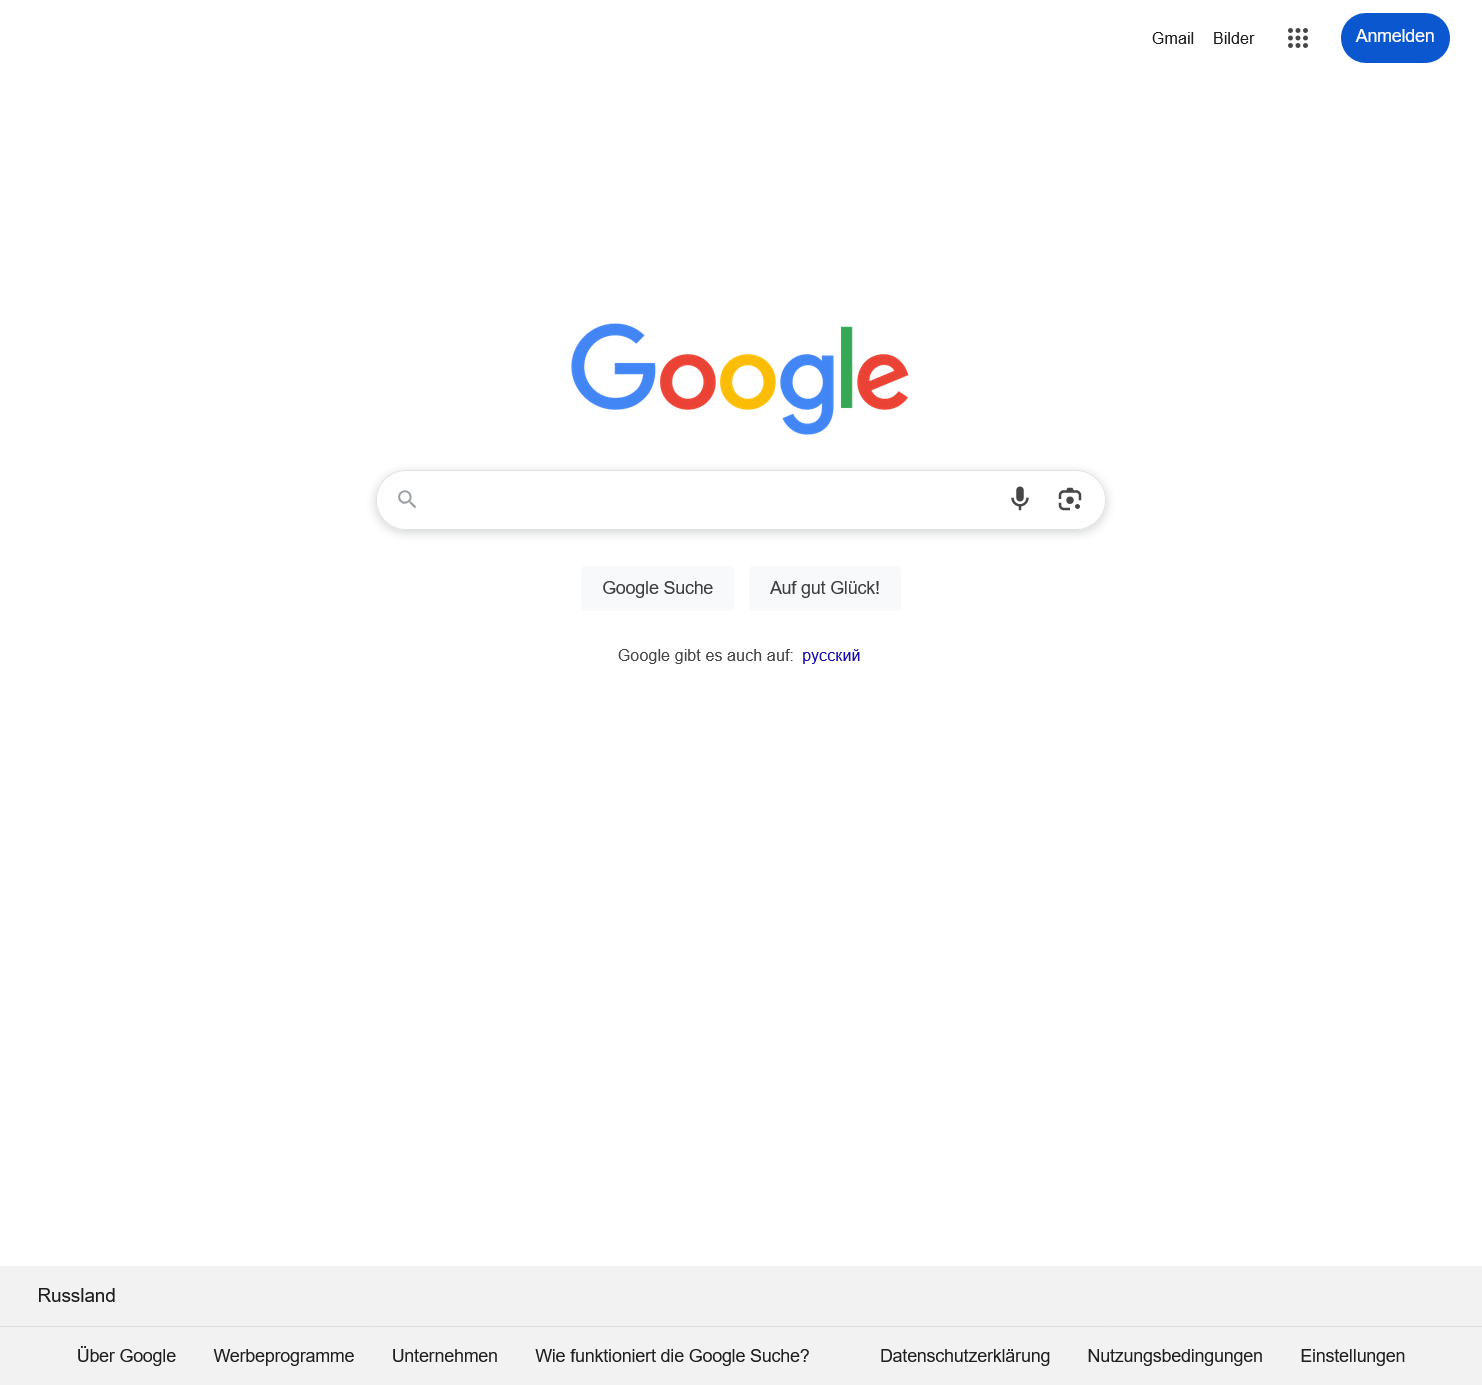 Gmail Bilder Anmelden
Google
Google Suche Auf gut Glück!
Google gibt es auch auf: русский
Russland
Über Google Werbeprogramme Unternehmen Wie funktioniert die Google Suche? Datenschutzerklärung Nutzungsbedingungen Einstellungen